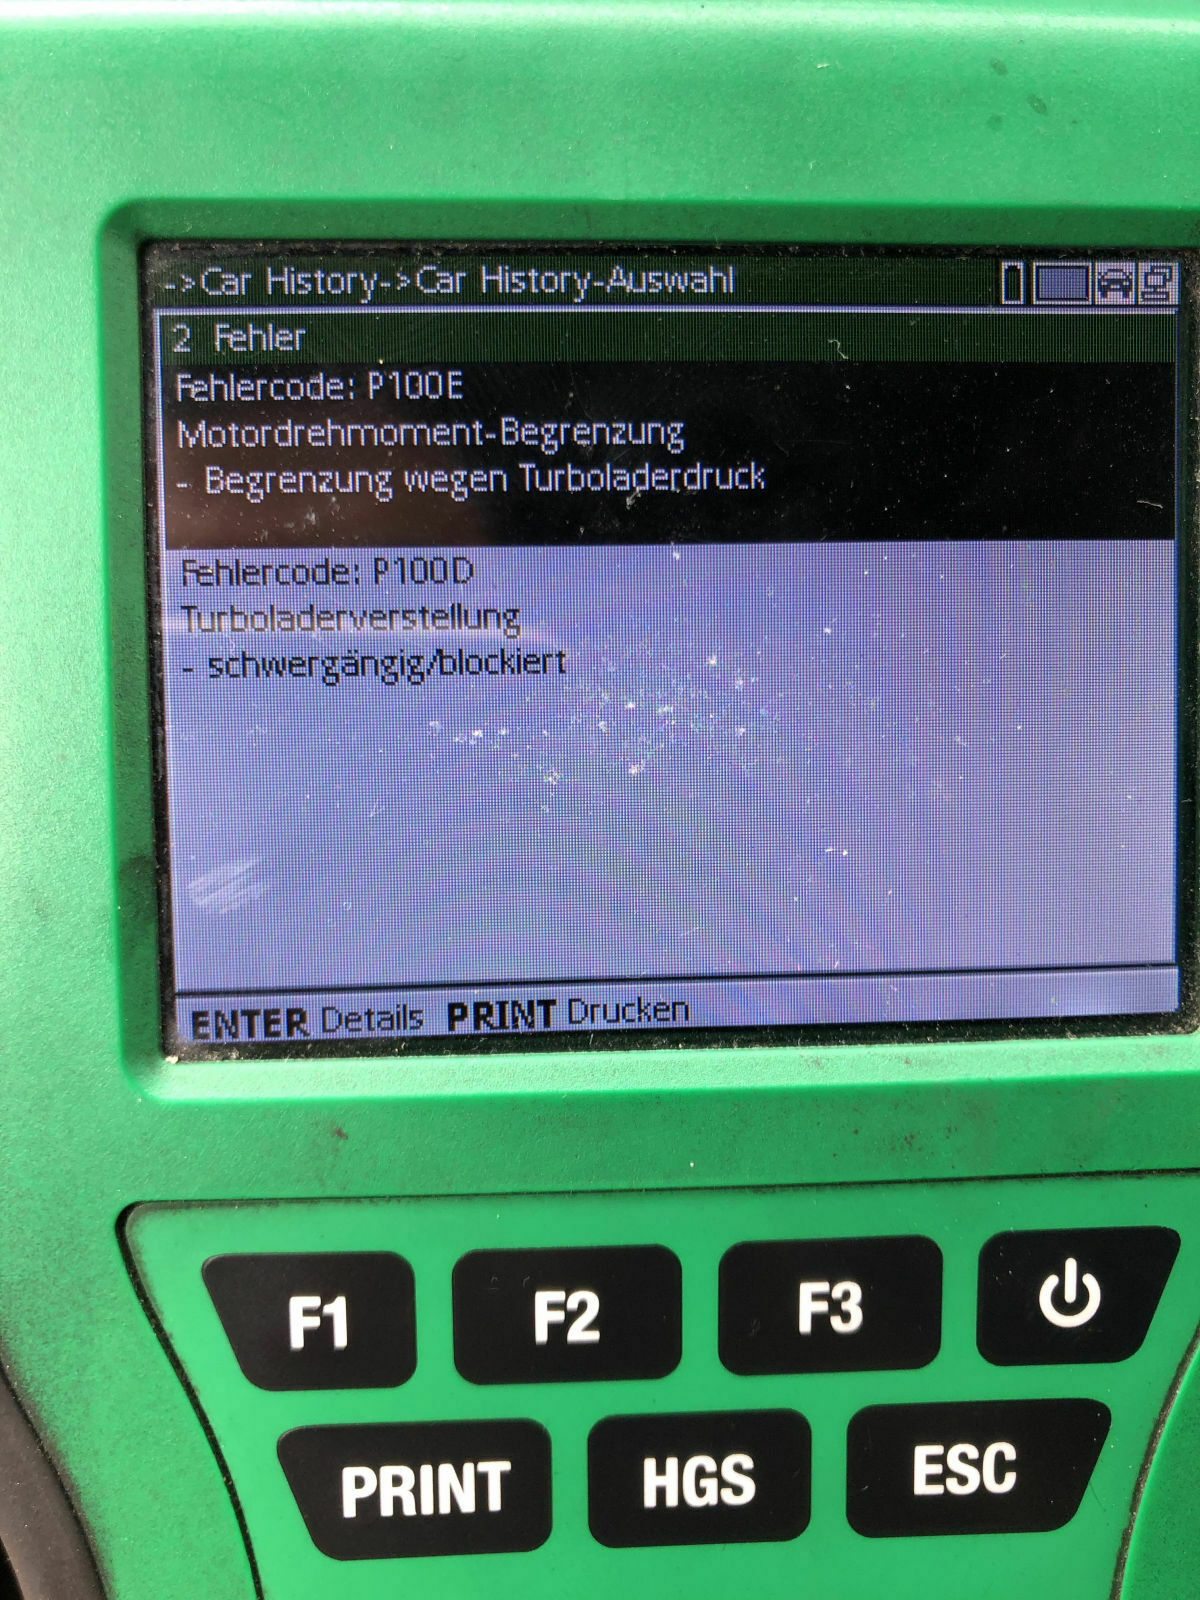 ->Car History->Car History-Auswahl
2 Fehler
Fehlercode: P100E
Motordrehmoment-Begrenzung
- Begrenzung wegen Turboladerdruck
Fehlercode: P100D
Turboladerverstellung
- schwergängig/blockiert
ENTER Details PRINT Drucken
F1 F2 F3
PRINT HGS ESC